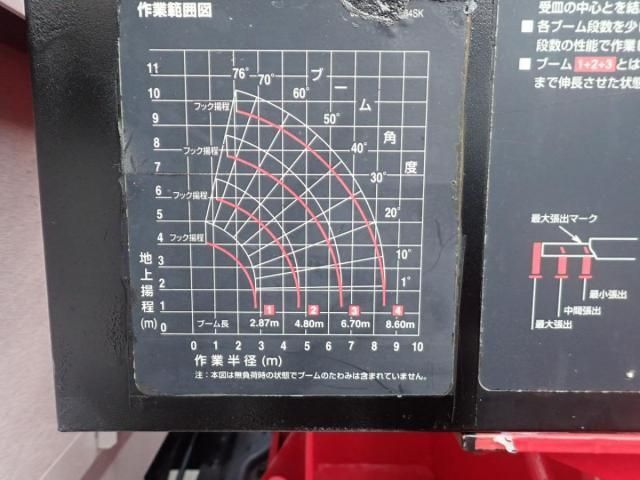 作業範囲図
4SK
11
10
9
8
7
6
5
4
3
2
1
0
地上揚程(m)
76°
70°
60°
50°
40°
30°
20°
10°
1°
ブーム角度
フック揚程
フック揚程
フック揚程
フック揚程
1 2 3 4
ブーム長 2.87m 4.80m 6.70m 8.60m
0 1 2 3 4 5 6 7 8 9 10
作業半径(m)
注:本図は無負荷時の状態でブームのたわみは含まれていません。
受皿の中心とを結
■ 各ブーム段数を少し
段数の性能で作業し
■ ブーム 1+2+3 とは
まで伸長させた状態
最大張出マーク
最小張出
中間張出
最大張出